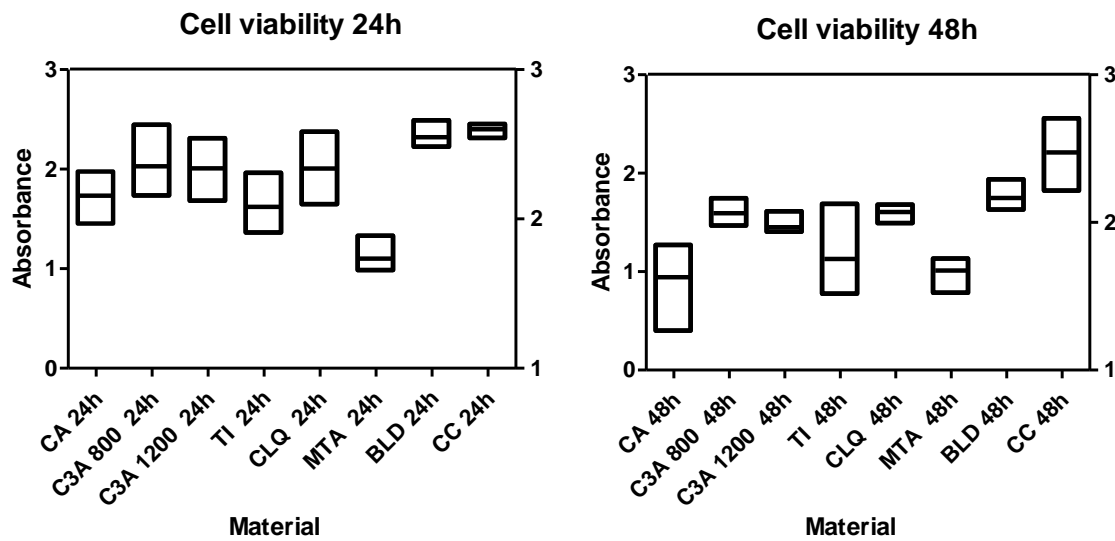 Cell viability 24h
3
2
1
0
3
2
1
Absorbance
CA 24h
C3A 800 24h
C3A 1200 24h
TI 24h
CLQ 24h
MTA 24h
BLD 24h
CC 24h
Material
Cell viability 48h
3
2
1
0
3
2
1
Absorbance
CA 48h
C3A 800 48h
C3A 1200 48h
TI 48h
CLQ 48h
MTA 48h
BLD 48h
CC 48h
Material